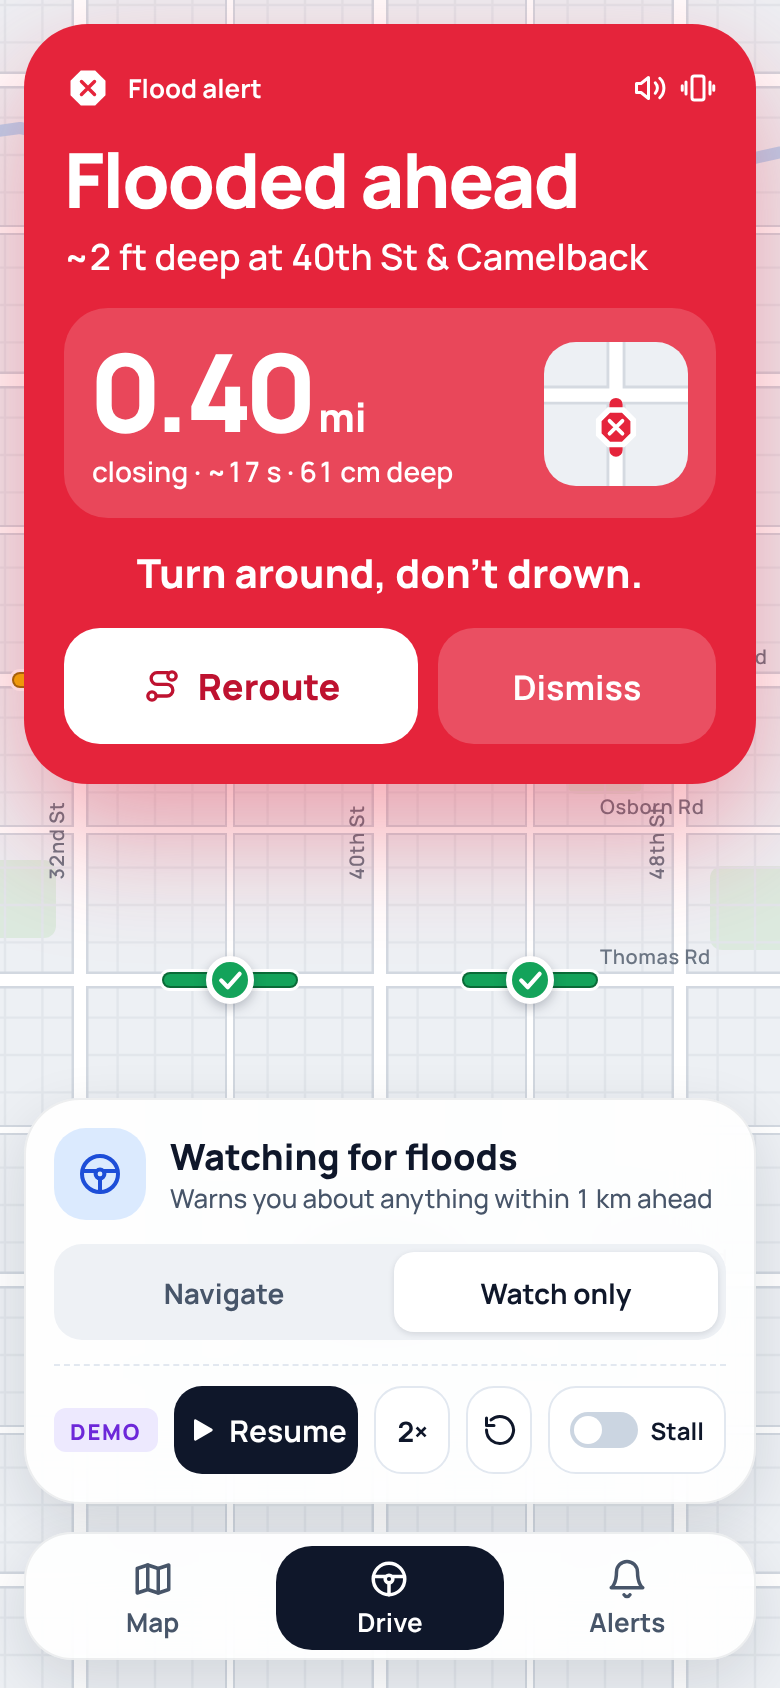 Flood alert
Flooded ahead
~2 ft deep at 40th St & Camelback
0.40 mi
closing · ~17 s · 61 cm deep
Turn around, don't drown.
Reroute
Dismiss
d
Osborn Rd
32nd St
40th St
48th St
Thomas Rd
Watching for floods
Warns you about anything within 1 km ahead
Navigate
Watch only
DEMO
Resume
2×
Stall
Map
Drive
Alerts